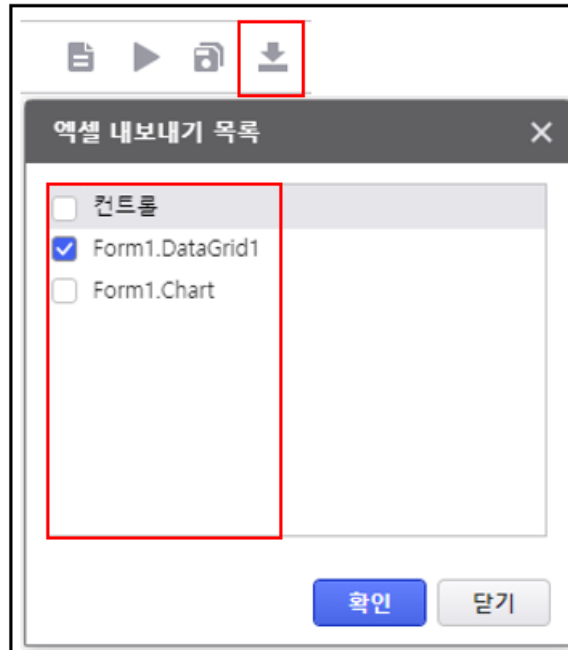 엑셀 내보내기 목록
컨트롤
Form1.DataGrid1
Form1.Chart
확인
닫기